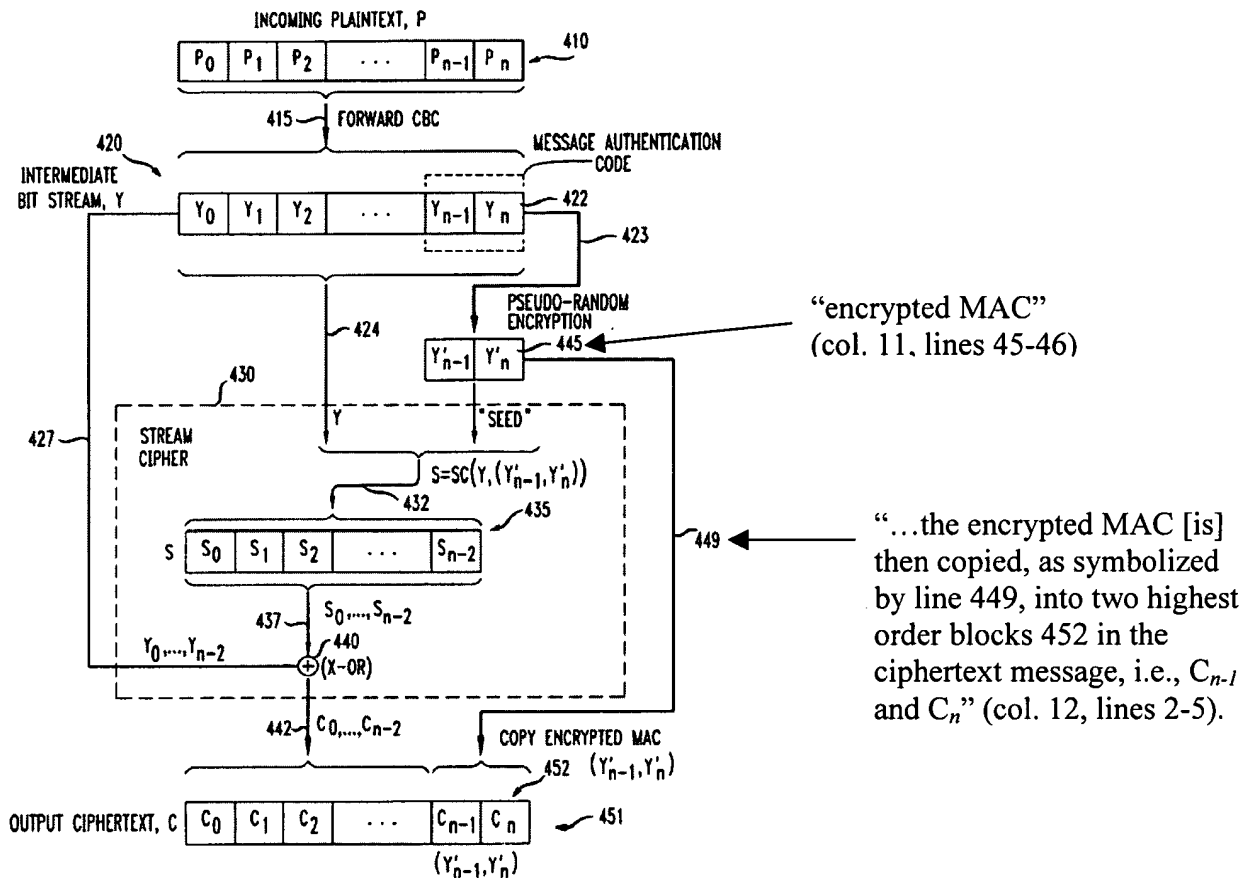 INCOMING PLAINTEXT, P
P0 P1 P2 ... Pn-1 Pn
410
415
FORWARD CBC
420
MESSAGE AUTHENTICATION
CODE
INTERMEDIATE
BIT STREAM, Y
Y0 Y1 Y2 ... Yn-1 Yn
422
423
424
PSEUDO-RANDOM
ENCRYPTION
Y'n-1 Y'n
445
“encrypted MAC”
(col. 11, lines 45-46)
430
427
Y
"SEED"
STREAM
CIPHER
S=SC(Y,(Y'n-1,Y'n))
432
435
S
S0 S1 S2 ... Sn-2
449
“…the encrypted MAC [is]
then copied, as symbolized
by line 449, into two highest
order blocks 452 in the
ciphertext message, i.e., Cn-1
and Cn” (col. 12, lines 2-5).
437
S0,...,Sn-2
440
Y0,...,Yn-2
+
(X-OR)
442
C0,...,Cn-2
COPY ENCRYPTED MAC
(Y'n-1,Y'n)
452
OUTPUT CIPHERTEXT, C
C0 C1 C2 ... Cn-1 Cn
451
(Y'n-1,Y'n)